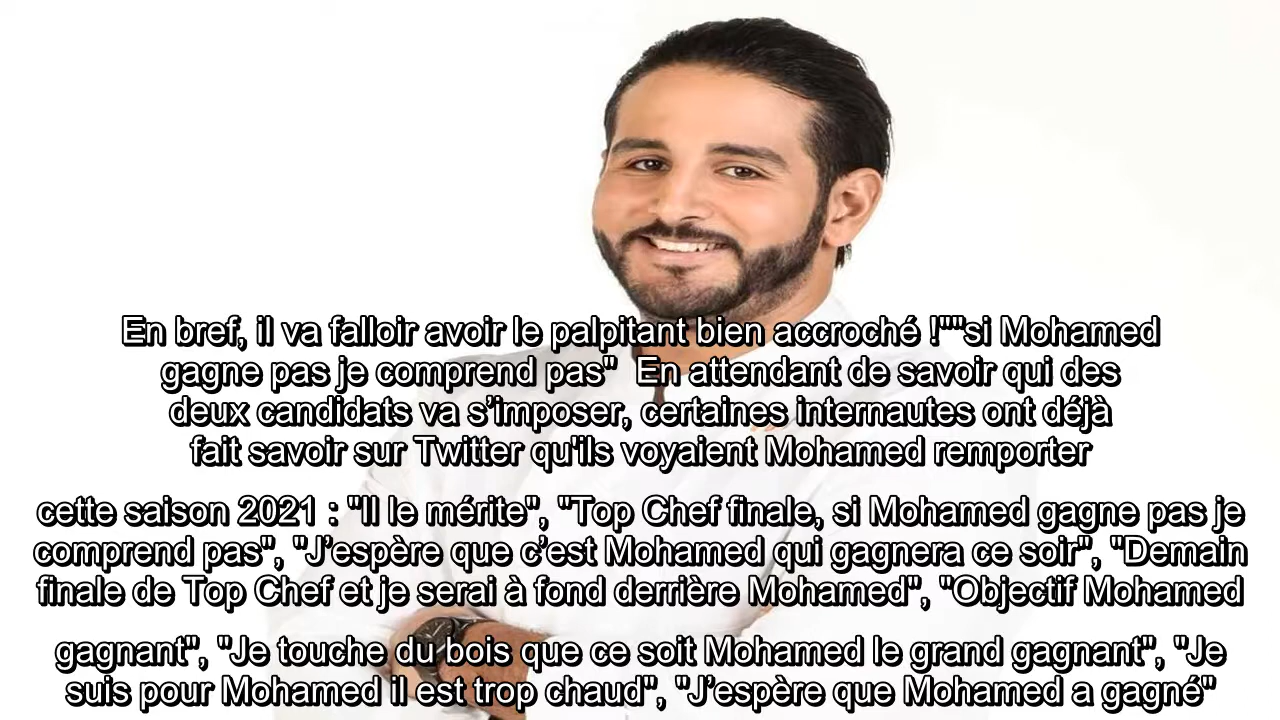 En bref, il va falloir avoir le palpitant bien accroché !""si Mohamed
gagne pas je comprend pas"  En attendant de savoir qui des
deux candidats va s’imposer, certaines internautes ont déjà
fait savoir sur Twitter qu'ils voyaient Mohamed remporter
cette saison 2021 : "Il le mérite", "Top Chef finale, si Mohamed gagne pas je
comprend pas", "J’espère que c’est Mohamed qui gagnera ce soir", "Demain
finale de Top Chef et je serai à fond derrière Mohamed", "Objectif Mohamed
gagnant", "Je touche du bois que ce soit Mohamed le grand gagnant", "Je
suis pour Mohamed il est trop chaud", "J’espère que Mohamed a gagné"